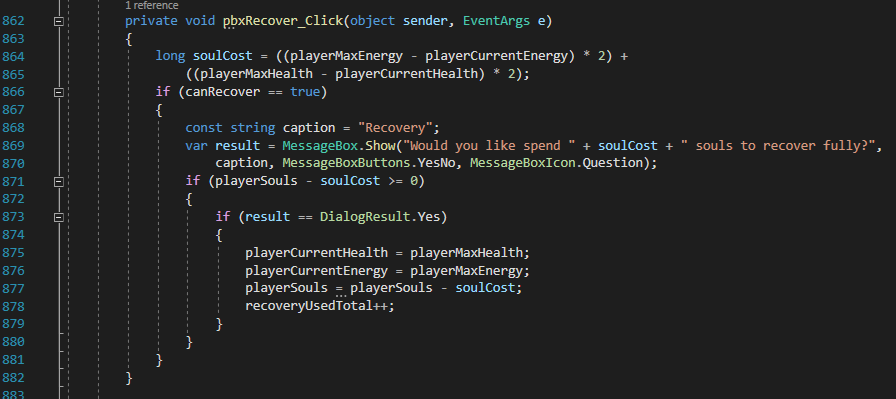 1 reference
862 private void pbxRecover_Click(object sender, EventArgs e)
863 {
864 long soulCost = ((playerMaxEnergy - playerCurrentEnergy) * 2) +
865 ((playerMaxHealth - playerCurrentHealth) * 2);
866 if (canRecover == true)
867 {
868 const string caption = "Recovery";
869 var result = MessageBox.Show("Would you like spend " + soulCost + " souls to recover fully?",
870 caption, MessageBoxButtons.YesNo, MessageBoxIcon.Question);
871 if (playerSouls - soulCost >= 0)
872 {
873 if (result == DialogResult.Yes)
874 {
875 playerCurrentHealth = playerMaxHealth;
876 playerCurrentEnergy = playerMaxEnergy;
877 playerSouls = playerSouls - soulCost;
878 recoveryUsedTotal++;
879 }
880 }
881 }
882 }
883